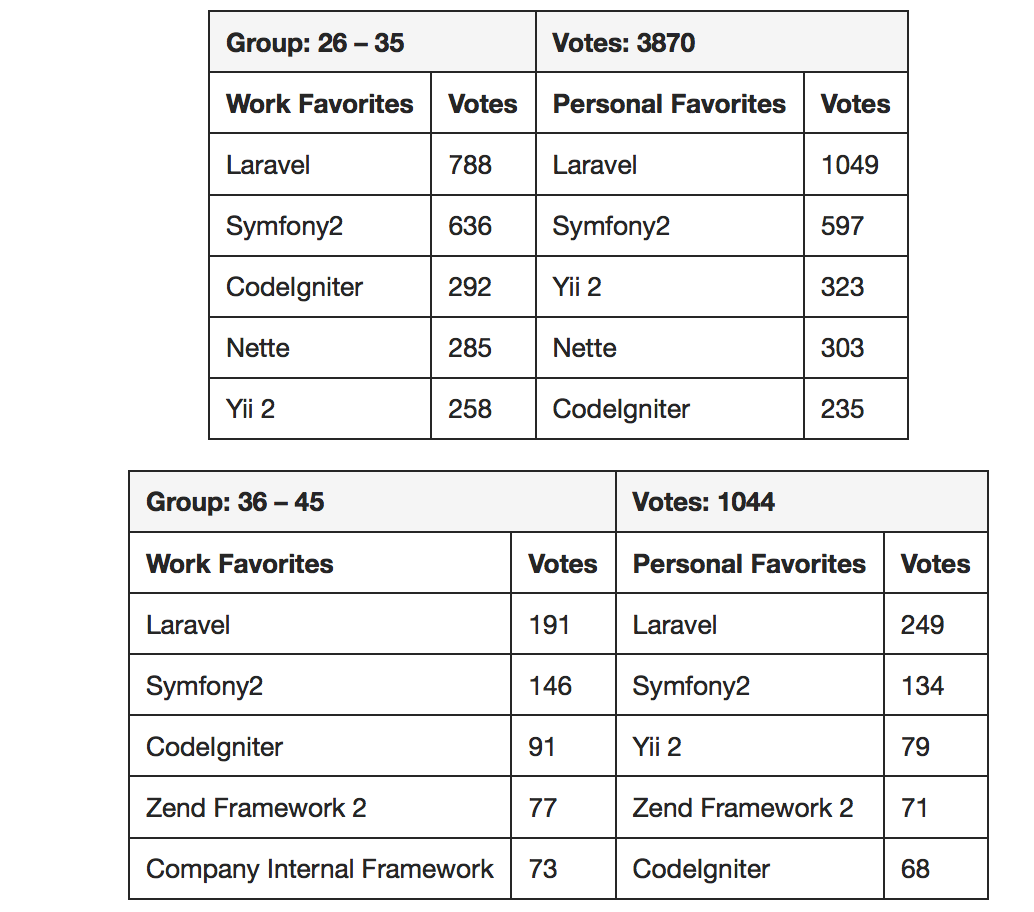 Group: 26 – 35 Votes: 3870
Work Favorites Votes Personal Favorites Votes
Laravel 788 Laravel 1049
Symfony2 636 Symfony2 597
CodeIgniter 292 Yii 2 323
Nette 285 Nette 303
Yii 2 258 CodeIgniter 235
Group: 36 – 45 Votes: 1044
Work Favorites Votes Personal Favorites Votes
Laravel 191 Laravel 249
Symfony2 146 Symfony2 134
CodeIgniter 91 Yii 2 79
Zend Framework 2 77 Zend Framework 2 71
Company Internal Framework 73 CodeIgniter 68